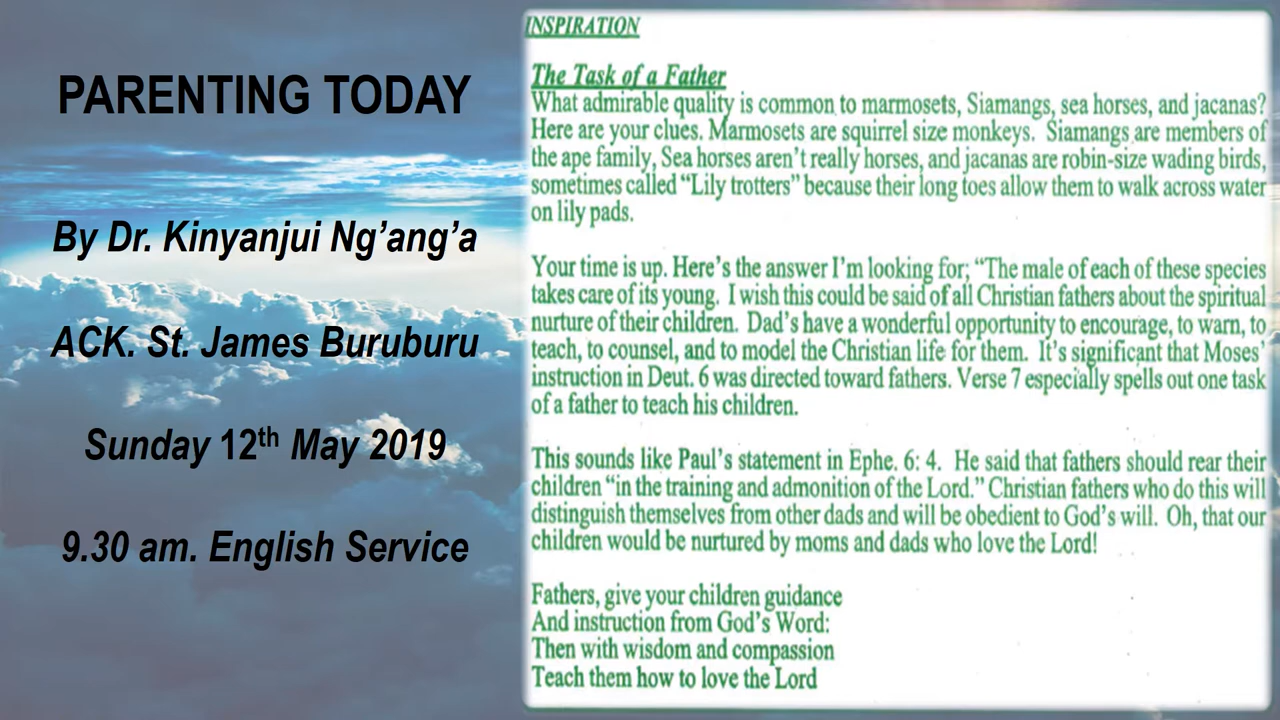 PARENTING TODAY
By Dr. Kinyanjui Ng’ang’a
ACK. St. James Buruburu
Sunday 12th May 2019
9.30 am. English Service
INSPIRATION
The Task of a Father
What admirable quality is common to marmosets, Siamangs, sea horses, and jacanas?
Here are your clues. Marmosets are squirrel size monkeys. Siamangs are members of
the ape family, Sea horses aren’t really horses, and jacanas are robin-size wading birds,
sometimes called “Lily trotters” because their long toes allow them to walk across water
on lily pads.
Your time is up. Here’s the answer I’m looking for; “The male of each of these species
takes care of its young. I wish this could be said of all Christian fathers about the spiritual
nurture of their children. Dad’s have a wonderful opportunity to encourage, to warn, to
teach, to counsel, and to model the Christian life for them. It’s significant that Moses’
instruction in Deut. 6 was directed toward fathers. Verse 7 especially spells out one task
of a father to teach his children.
This sounds like Paul’s statement in Ephe. 6: 4. He said that fathers should rear their
children “in the training and admonition of the Lord.” Christian fathers who do this will
distinguish themselves from other dads and will be obedient to God’s will. Oh, that our
children would be nurtured by moms and dads who love the Lord!
Fathers, give your children guidance
And instruction from God’s Word:
Then with wisdom and compassion
Teach them how to love the Lord